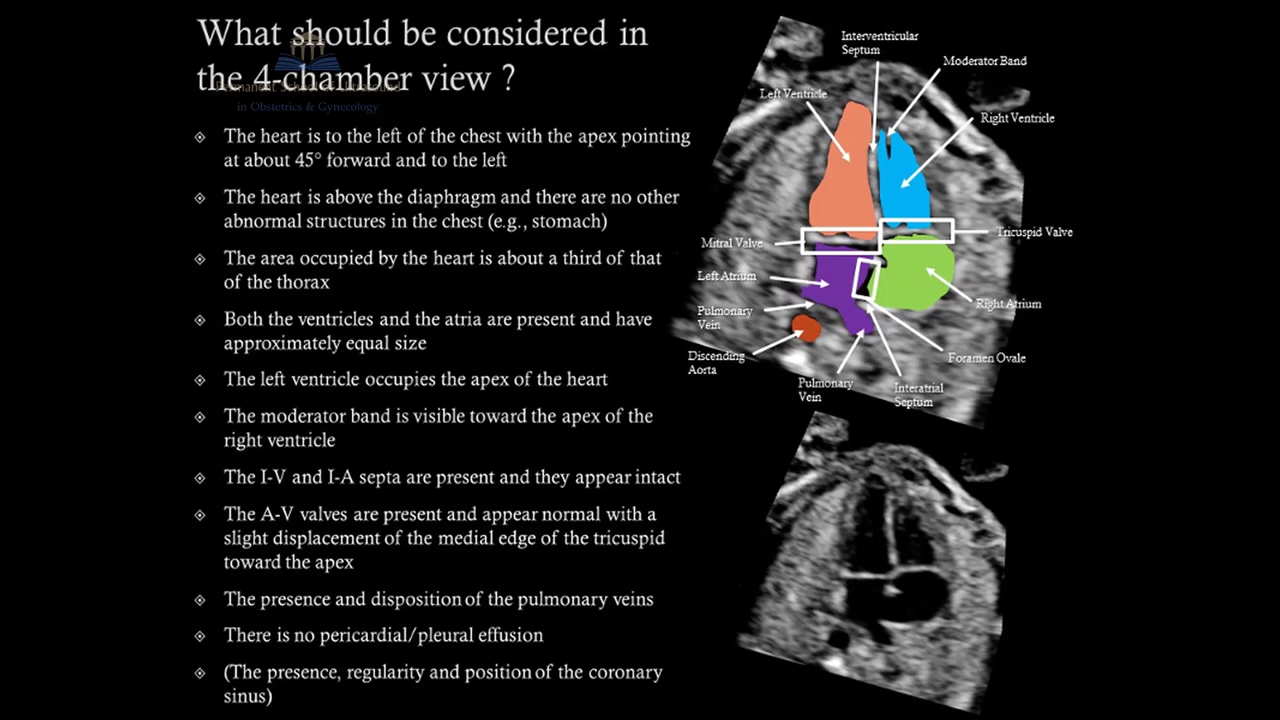 What should be considered in
the 4-chamber view ?
in Obstetrics & Gynecology
The heart is to the left of the chest with the apex pointing
at about 45° forward and to the left
The heart is above the diaphragm and there are no other
abnormal structures in the chest (e.g., stomach)
The area occupied by the heart is about a third of that
of the thorax
Both the ventricles and the atria are present and have
approximately equal size
The left ventricle occupies the apex of the heart
The moderator band is visible toward the apex of the
right ventricle
The I-V and I-A septa are present and they appear intact
The A-V valves are present and appear normal with a
slight displacement of the medial edge of the tricuspid
toward the apex
The presence and disposition of the pulmonary veins
There is no pericardial/pleural effusion
(The presence, regularity and position of the coronary
sinus)
Interventricular
Septum
Moderator Band
Left Ventricle
Right Ventricle
Tricuspid Valve
Mitral Valve
Left Atrium
Right Atrium
Pulmonary
Vein
Discending
Aorta
Foramen Ovale
Pulmonary
Vein
Interatrial
Septum